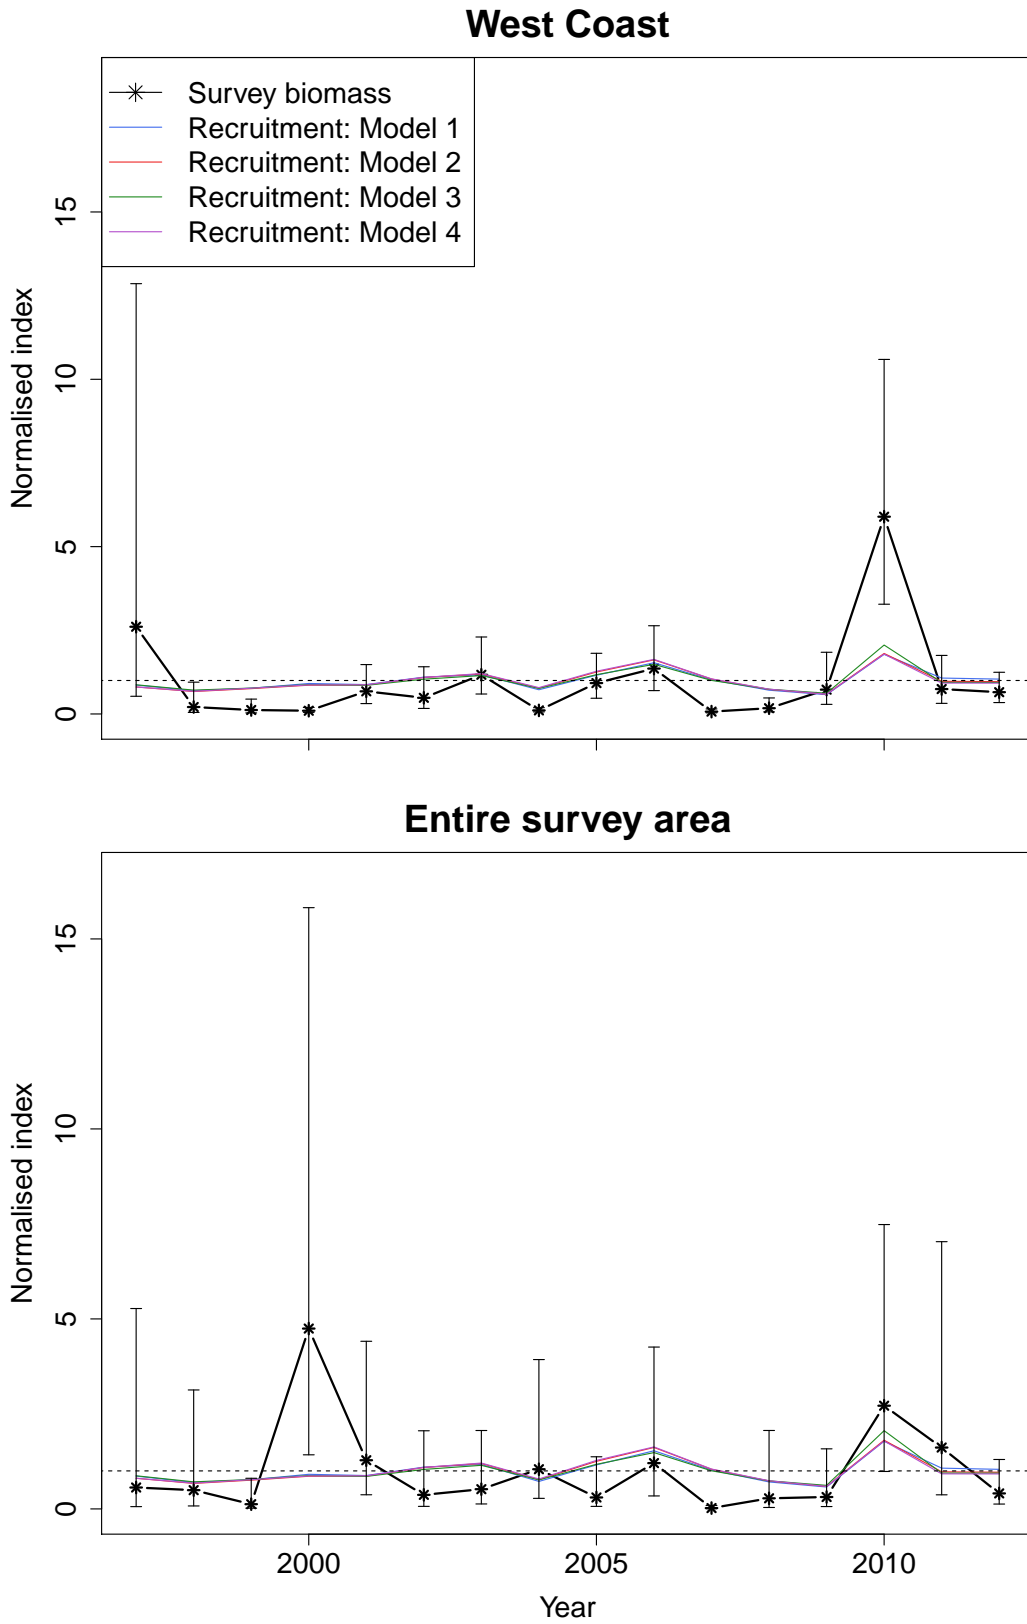 West Coast
Survey biomass
Recruitment: Model 1
Recruitment: Model 2
Recruitment: Model 3
Recruitment: Model 4
Normalised index
15
10
5
0
Entire survey area
Normalised index
15
10
5
0
2000 2005 2010
Year